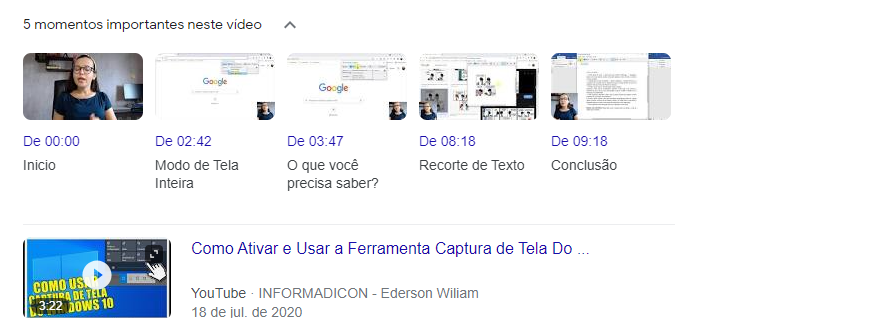 5 momentos importantes neste vídeo
Google
Google
De 00:00
De 02:42
De 03:47
De 08:18
De 09:18
Inicio
Modo de Tela
Inteira
O que você
precisa saber?
Recorte de Texto
Conclusão
Como Ativar e Usar a Ferramenta Captura de Tela Do ...
COMO USAR
CAPTURA DE TELA
DO WINDOWS 10
3:22
YouTube · INFORMADICON - Ederson Wiliam
18 de jul. de 2020